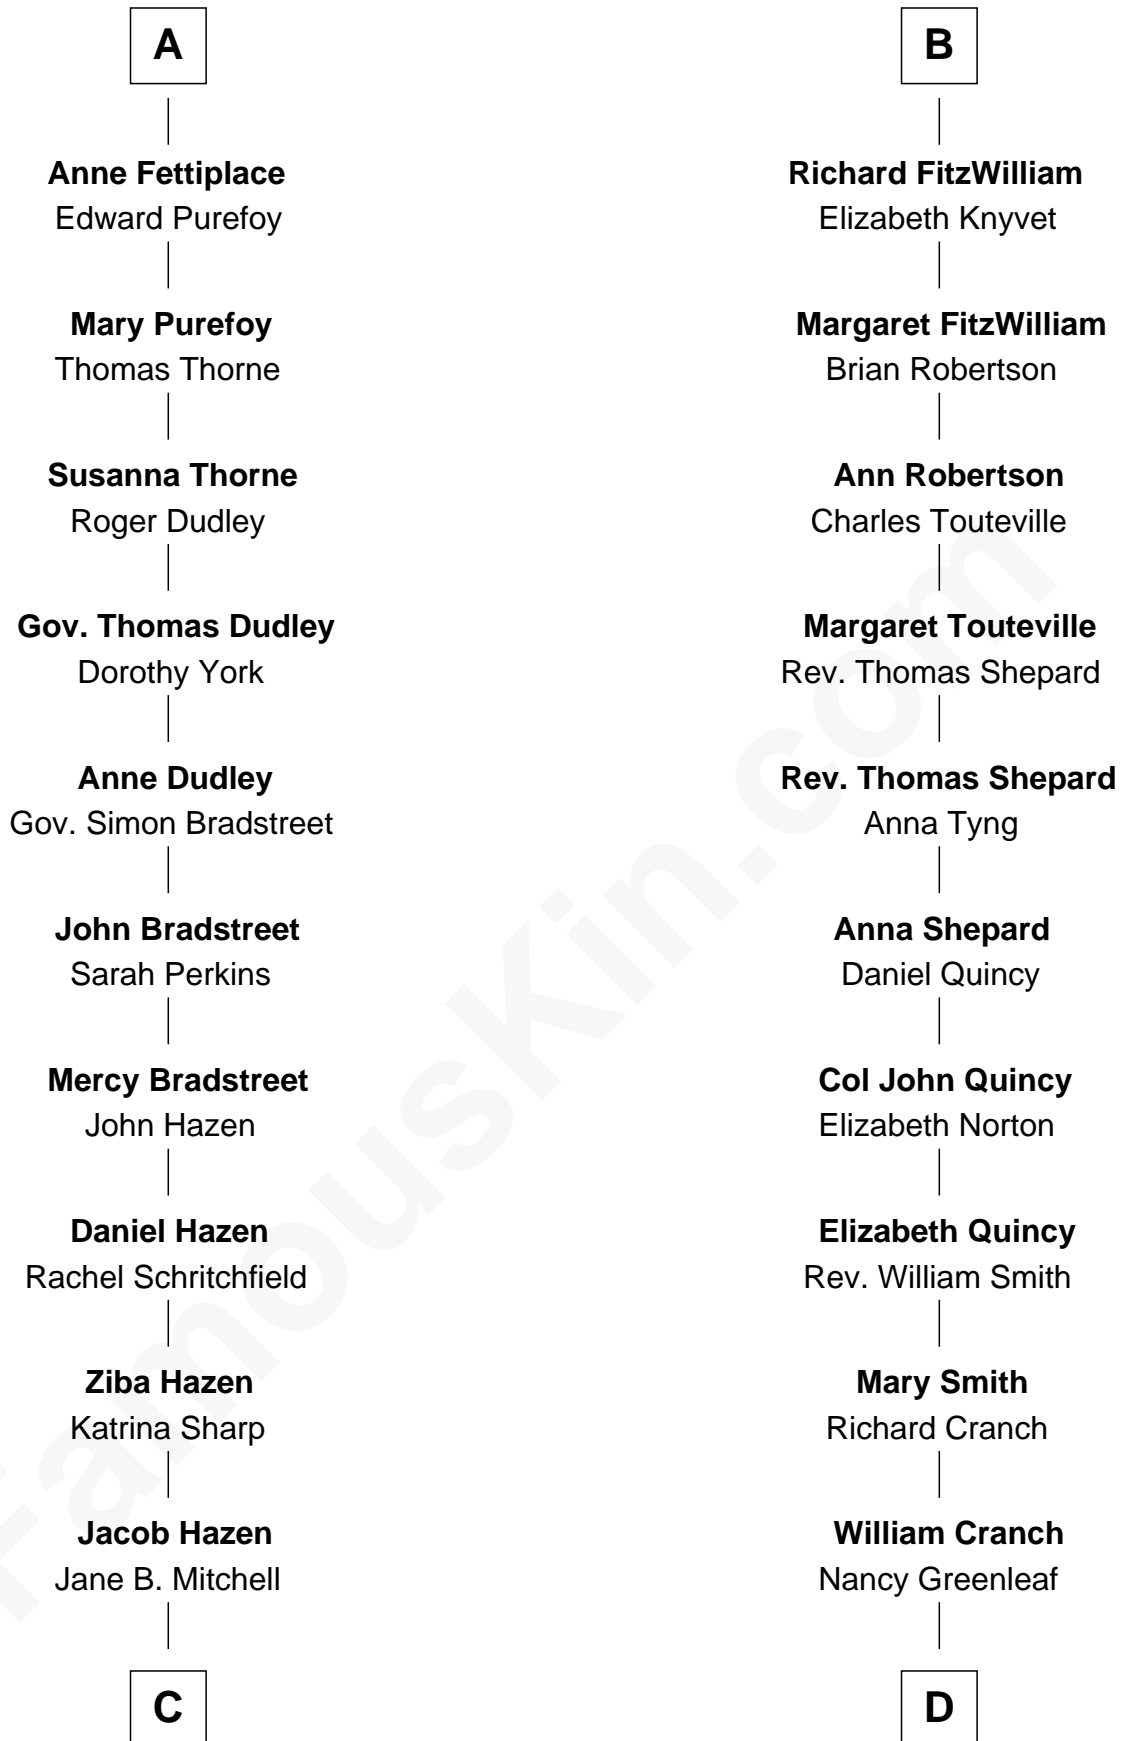 A
Anne Fettiplace
Edward Purefoy
Mary Purefoy
Thomas Thorne
Susanna Thorne
Roger Dudley
Gov. Thomas Dudley
Dorothy York
Anne Dudley
Gov. Simon Bradstreet
John Bradstreet
Sarah Perkins
Mercy Bradstreet
John Hazen
Daniel Hazen
Rachel Schritchfield
Ziba Hazen
Katrina Sharp
Jacob Hazen
Jane B. Mitchell
C
B
Richard FitzWilliam
Elizabeth Knyvet
Margaret FitzWilliam
Brian Robertson
Ann Robertson
Charles Touteville
Margaret Touteville
Rev. Thomas Shepard
Rev. Thomas Shepard
Anna Tyng
Anna Shepard
Daniel Quincy
Col John Quincy
Elizabeth Norton
Elizabeth Quincy
Rev. William Smith
Mary Smith
Richard Cranch
William Cranch
Nancy Greenleaf
D
FamousKin.com